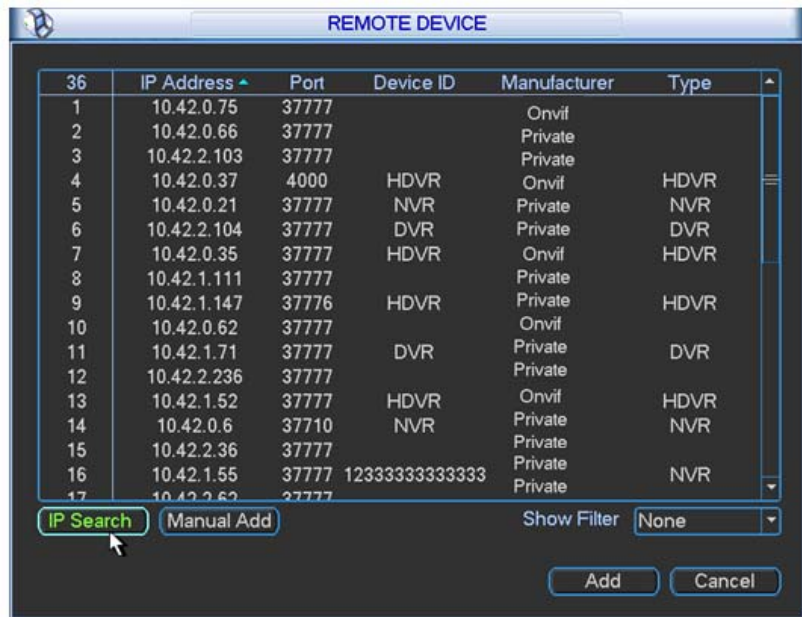 REMOTE DEVICE
36 IP Address Port Device ID Manufacturer Type
1 10.42.0.75 37777 Onvif
2 10.42.0.66 37777 Private
3 10.42.2.103 37777 Private
4 10.42.0.37 4000 HDVR Onvif HDVR
5 10.42.0.21 37777 NVR Private NVR
6 10.42.2.104 37777 DVR Private DVR
7 10.42.0.35 37777 HDVR Onvif HDVR
8 10.42.1.111 37777 Private
9 10.42.1.147 37776 HDVR Private HDVR
10 10.42.0.62 37777 Onvif
11 10.42.1.71 37777 DVR Private DVR
12 10.42.2.236 37777 Private
13 10.42.1.52 37777 HDVR Onvif HDVR
14 10.42.0.6 37710 NVR Private NVR
15 10.42.2.36 37777 Private
16 10.42.1.55 37777 12333333333333 Private NVR
17 10.42.2.62 37777 Private
IP Search Manual Add Show Filter None
Add Cancel